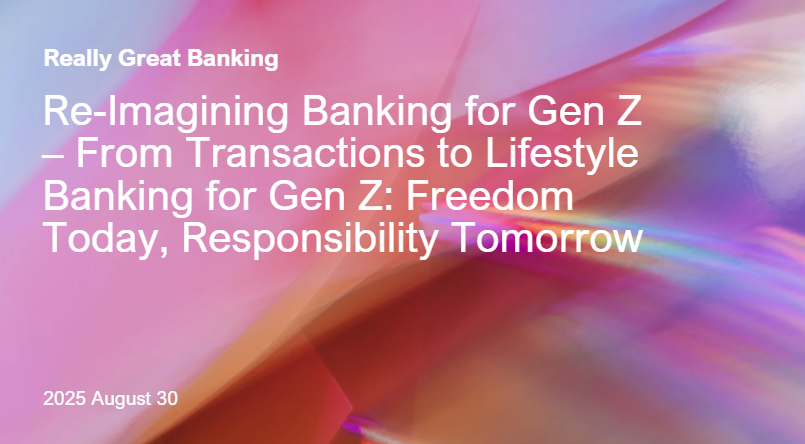 Really Great Banking
Re-Imagining Banking for Gen Z
– From Transactions to Lifestyle
Banking for Gen Z: Freedom
Today, Responsibility Tomorrow
2025 August 30